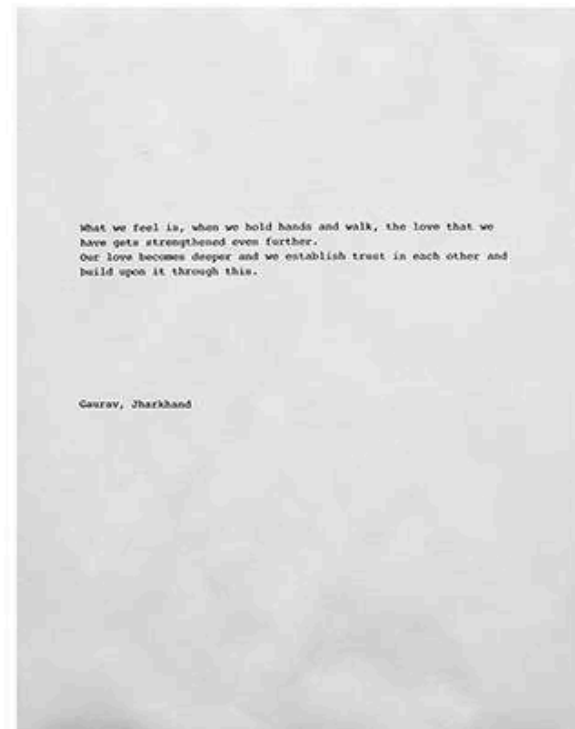 What we feel is, when we hold hands and walk, the love that we
have gets strengthened even further.
Our love becomes deeper and we establish trust in each other and
build upon it through this.
Gaurav, Jharkhand